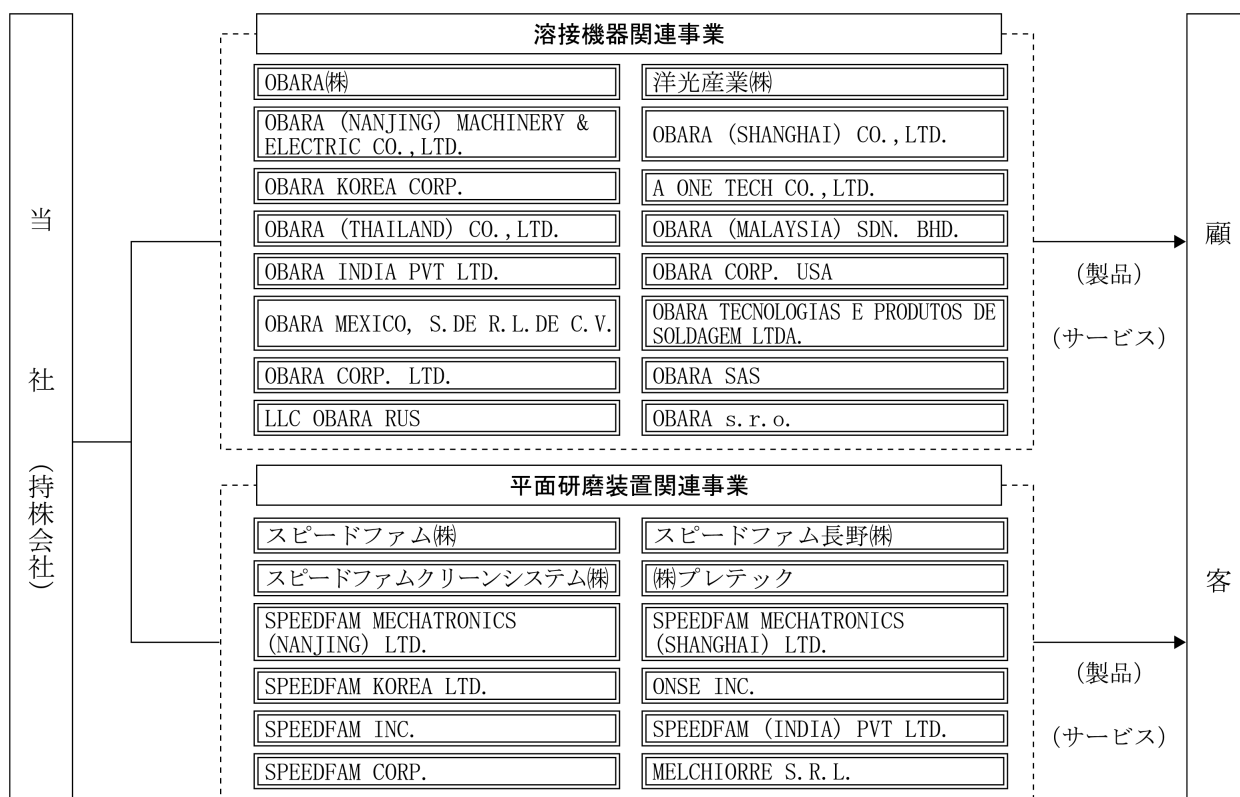 当社(持株会社)
溶接機器関連事業
OBARA㈱
洋光産業㈱
OBARA (NANJING) MACHINERY &
ELECTRIC CO.,LTD.
OBARA (SHANGHAI) CO.,LTD.
OBARA KOREA CORP.
A ONE TECH CO.,LTD.
OBARA (THAILAND) CO.,LTD.
OBARA (MALAYSIA) SDN. BHD.
OBARA INDIA PVT LTD.
OBARA CORP. USA
OBARA MEXICO, S.DE R.L.DE C.V.
OBARA TECNOLOGIAS E PRODUTOS DE
SOLDAGEM LTDA.
OBARA CORP. LTD.
OBARA SAS
LLC OBARA RUS
OBARA s.r.o.
(製品)
(サービス)
平面研磨装置関連事業
スピードファム㈱
スピードファム長野㈱
スピードファムクリーンシステム㈱
㈱プレテック
SPEEDFAM MECHATRONICS
(NANJING) LTD.
SPEEDFAM MECHATRONICS
(SHANGHAI) LTD.
SPEEDFAM KOREA LTD.
ONSE INC.
SPEEDFAM INC.
SPEEDFAM (INDIA) PVT LTD.
SPEEDFAM CORP.
MELCHIORRE S.R.L.
(製品)
(サービス)
顧客